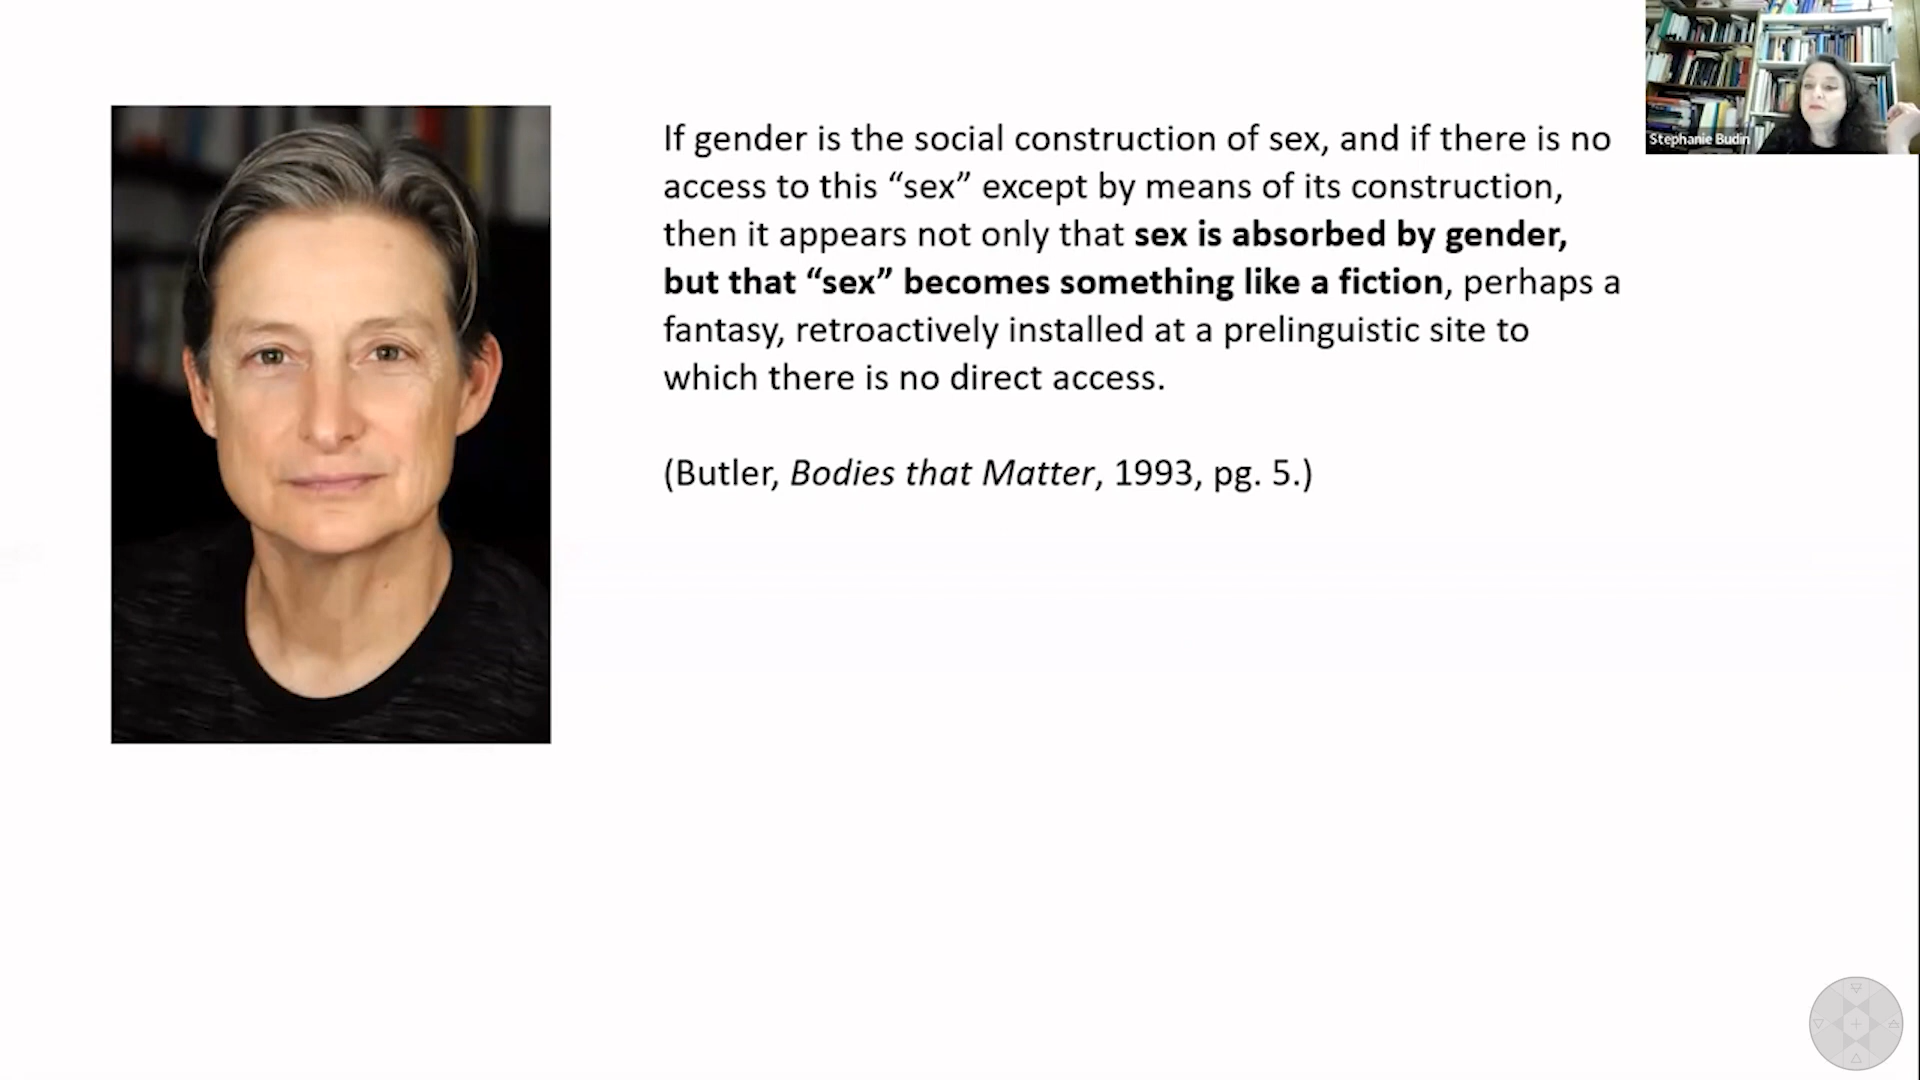 If gender is the social construction of sex, and if there is no
access to this “sex” except by means of its construction,
then it appears not only that sex is absorbed by gender,
but that “sex” becomes something like a fiction, perhaps a
fantasy, retroactively installed at a prelinguistic site to
which there is no direct access.
(Butler, Bodies that Matter, 1993, pg. 5.)
Stephanie Budin